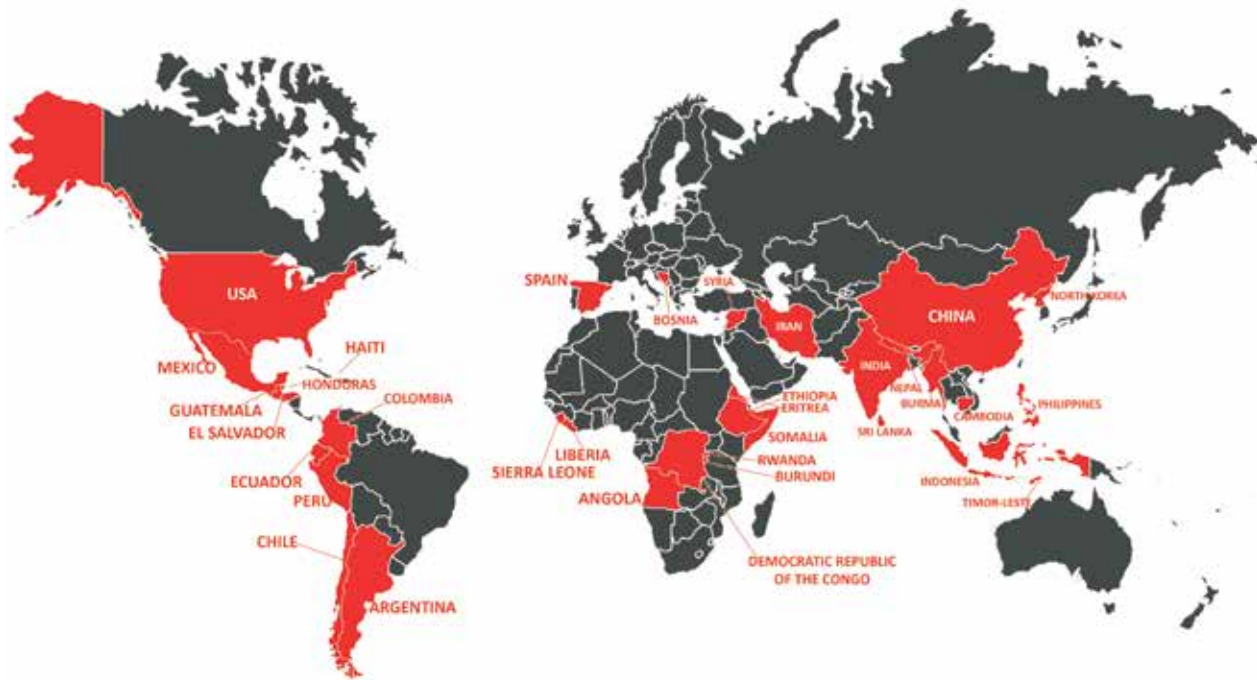 USA
MEXICO
HAITI
HONDURAS
GUATEMALA
COLOMBIA
EL SALVADOR
ECUADOR
PERU
CHILE
ARGENTINA
SPAIN
BOSNIA
SYRIA
IRAN
CHINA
NORTH KOREA
INDIA
NEPAL
BURMA
CAMBODIA
PHILIPPINES
SRI LANKA
ETHIOPIA
ERITREA
SOMALIA
LIBERIA
SIERRA LEONE
RWANDA
BURUNDI
ANGOLA
DEMOCRATIC REPUBLIC
OF THE CONGO
INDONESIA
TIMOR-LESTE